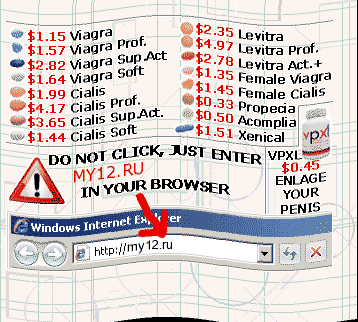 $1.15 Viagra
$1.57 Viagra Prof.
$2.82 Viagra Sup.Act
$1.64 Viagra Soft
$1.99 Cialis
$4.17 Cialis Prof.
$3.65 Cialis Sup.Act.
$1.44 Cialis Soft
$2.35 Levitra
$4.97 Levitra Prof.
$2.78 Levitra Act.+
$1.35 Female Viagra
$1.45 Female Cialis
$0.33 Propecia
$0.50 Acomplia
$1.51 Xenical
vpxl
VPXL
$0.45
ENLAGE
YOUR
PENIS
DO NOT CLICK, JUST ENTER
MY12.RU
IN YOUR BROWSER
Windows Internet Explorer
http://my12.ru